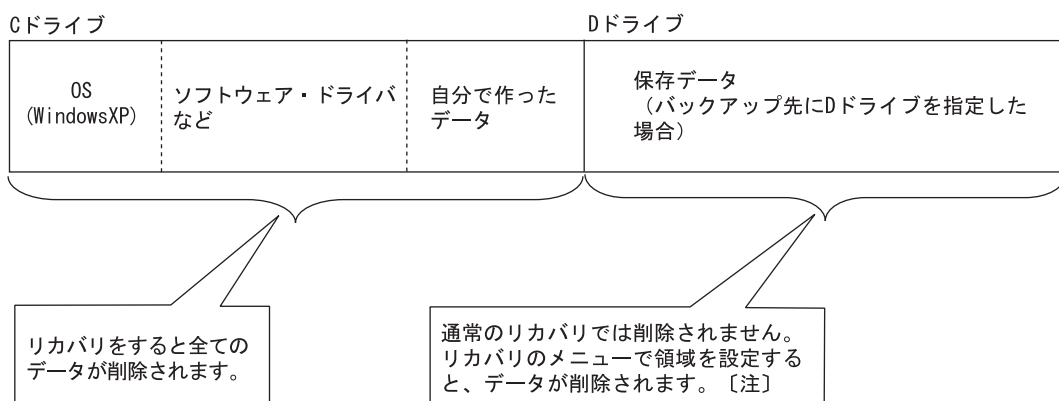 Cドライブ
Dドライブ
OS
(WindowsXP)
ソフトウェア・ドライバ
など
自分で作った
データ
保存データ
（バックアップ先にDドライブを指定した
場合）
リカバリをすると全ての
データが削除されます。
通常のリカバリでは削除されません。
リカバリのメニューで領域を設定する
と、データが削除されます。〔注〕